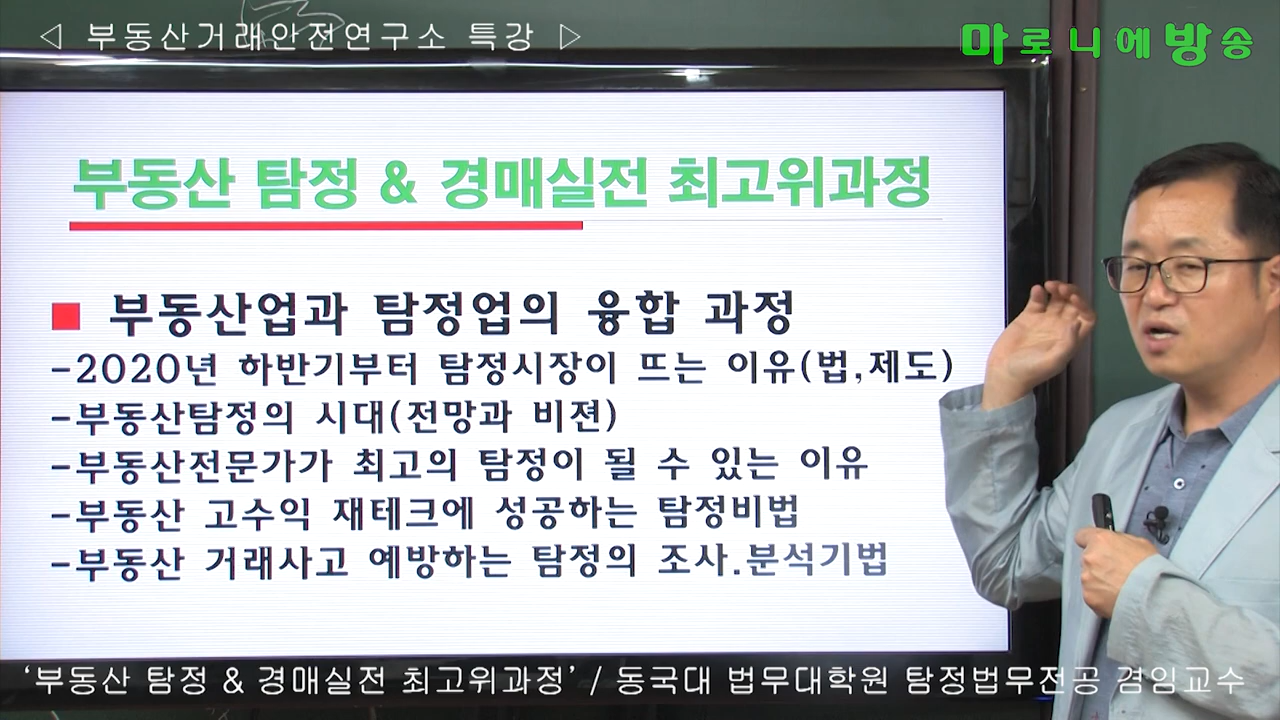 ◁ 부동산거래안전연구소 특강 ▷
마로니에방송
부동산 탐정 & 경매실전 최고위과정
■ 부동산업과 탐정업의 융합 과정
-2020년 하반기부터 탐정시장이 뜨는 이유(법,제도)
-부동산탐정의 시대(전망과 비젼)
-부동산전문가가 최고의 탐정이 될 수 있는 이유
-부동산 고수익 재테크에 성공하는 탐정비법
-부동산 거래사고 예방하는 탐정의 조사.분석기법
‘부동산 탐정 & 경매실전 최고위과정’ / 동국대 법무대학원 탐정법무전공 겸임교수